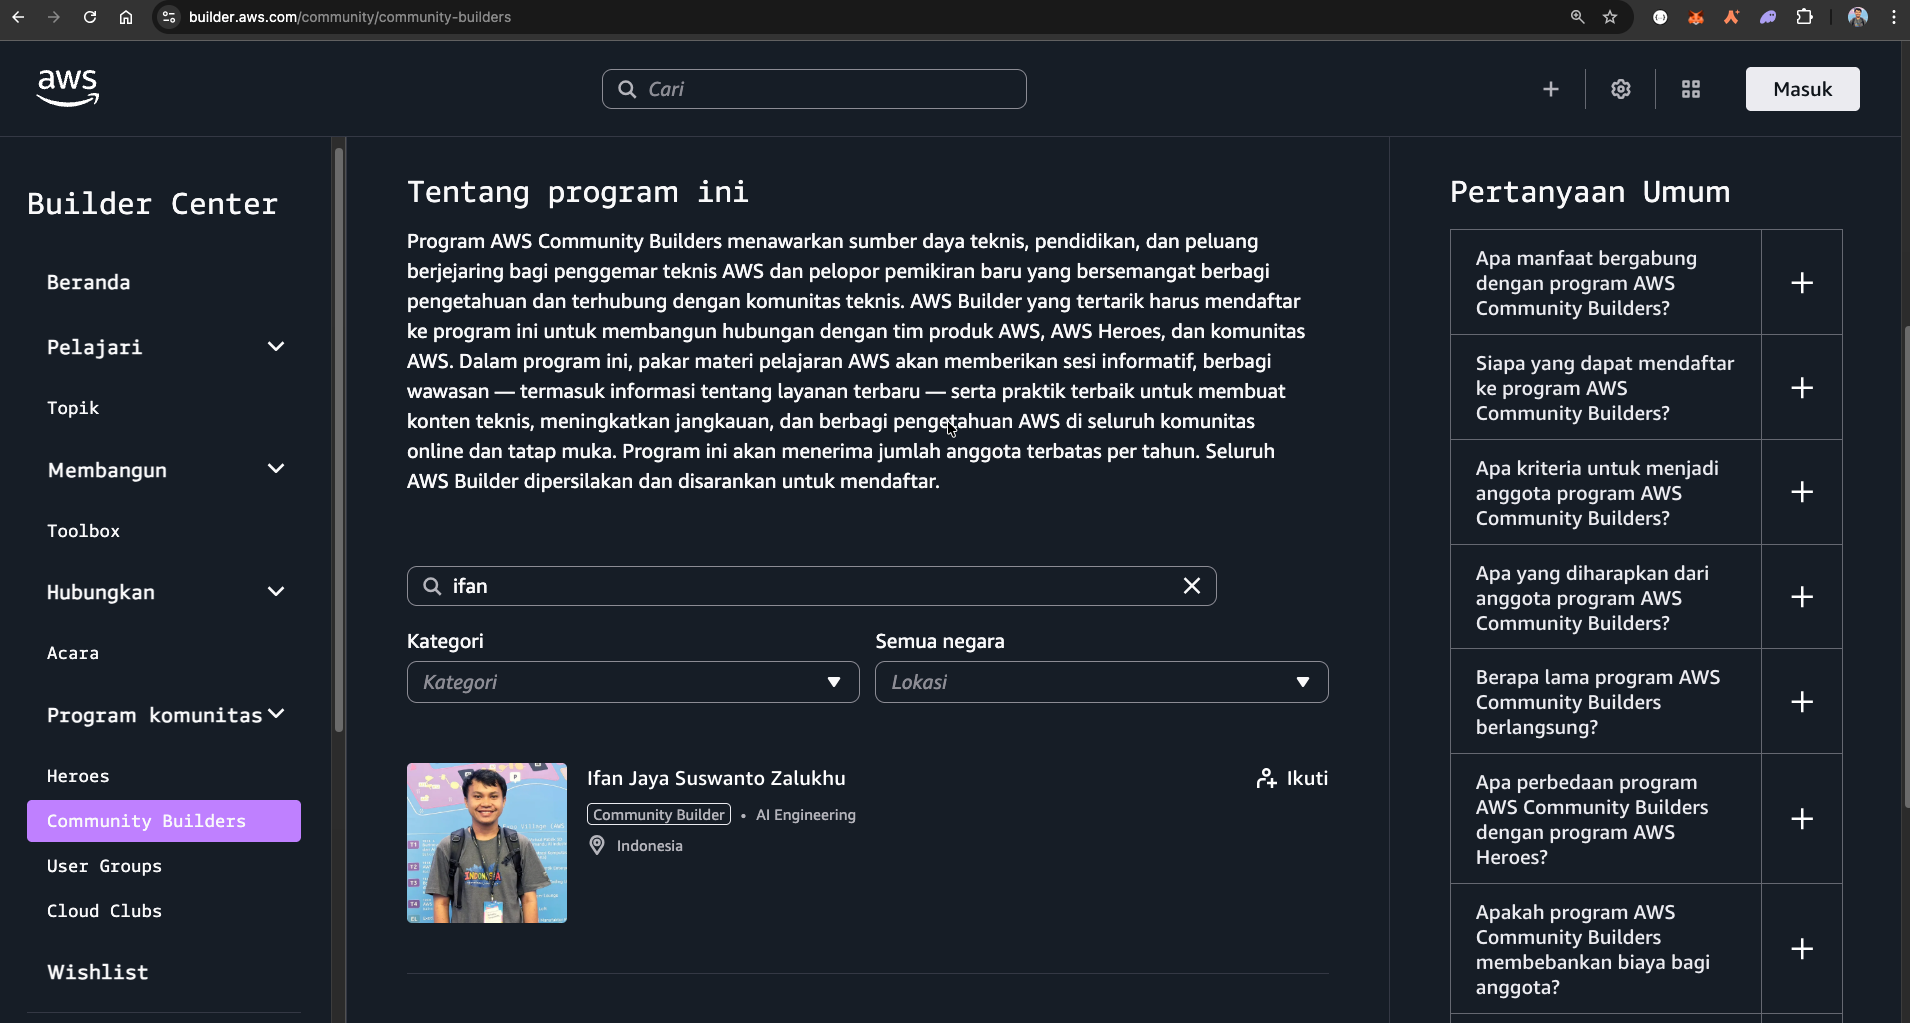 builder.aws.com/community/community-builders
aws
Cari
Masuk
Builder Center
Beranda
Pelajari
Topik
Membangun
Toolbox
Hubungkan
Acara
Program komunitas
Heroes
Community Builders
User Groups
Cloud Clubs
Wishlist
Tentang program ini
Program AWS Community Builders menawarkan sumber daya teknis, pendidikan, dan peluang
berjejaring bagi penggemar teknis AWS dan pelopor pemikiran baru yang bersemangat berbagi
pengetahuan dan terhubung dengan komunitas teknis. AWS Builder yang tertarik harus mendaftar
ke program ini untuk membangun hubungan dengan tim produk AWS, AWS Heroes, dan komunitas
AWS. Dalam program ini, pakar materi pelajaran AWS akan memberikan sesi informatif, berbagi
wawasan — termasuk informasi tentang layanan terbaru — serta praktik terbaik untuk membuat
konten teknis, meningkatkan jangkauan, dan berbagi pengetahuan AWS di seluruh komunitas
online dan tatap muka. Program ini akan menerima jumlah anggota terbatas per tahun. Seluruh
AWS Builder dipersilakan dan disarankan untuk mendaftar.
ifan
Kategori
Semua negara
Kategori
Lokasi
Ifan Jaya Suswanto Zalukhu
Ikuti
Community Builder • AI Engineering
Indonesia
INDONESIA
T1
T2
T3
T4
Pertanyaan Umum
Apa manfaat bergabung
dengan program AWS
Community Builders?
Siapa yang dapat mendaftar
ke program AWS
Community Builders?
Apa kriteria untuk menjadi
anggota program AWS
Community Builders?
Apa yang diharapkan dari
anggota program AWS
Community Builders?
Berapa lama program AWS
Community Builders
berlangsung?
Apa perbedaan program
AWS Community Builders
dengan program AWS
Heroes?
Apakah program AWS
Community Builders
membebankan biaya bagi
anggota?